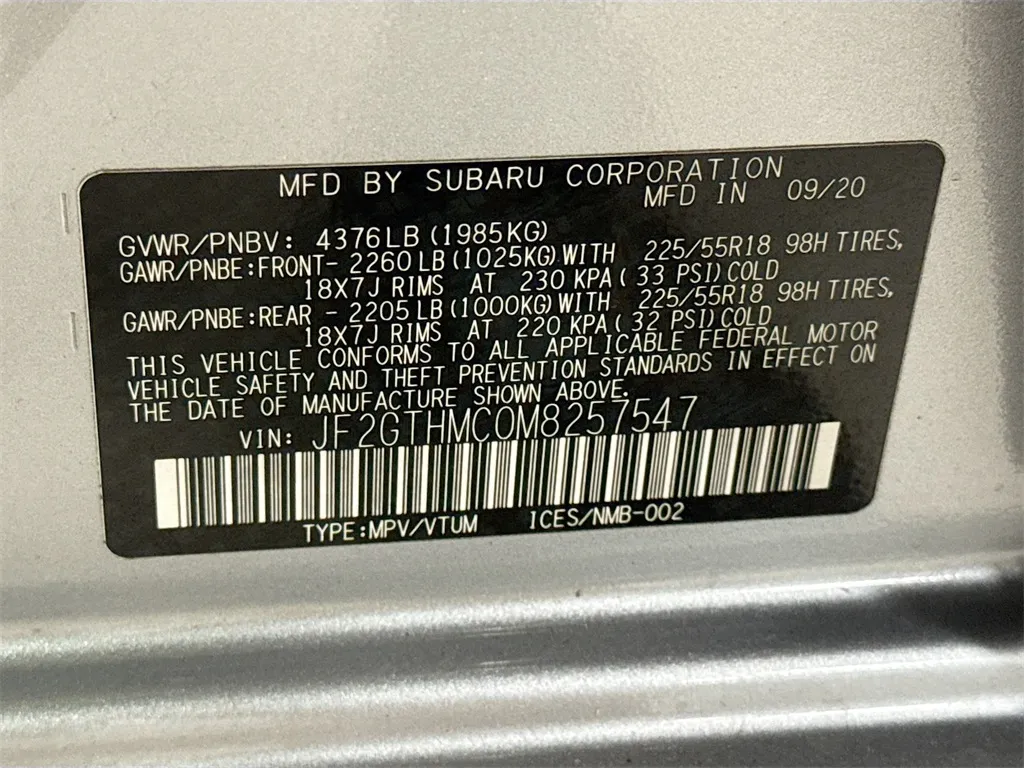 MFD BY SUBARU CORPORATION
MFD IN 09/20
GVWR/PNBV: 4376LB(1985KG)
GAWR/PNBE:FRONT- 2260LB(1025KG)WITH 225/55R18 98H TIRES,
18X7J RIMS AT 230 KPA(33 PSI)COLD
GAWR/PNBE:REAR - 2205LB(1000KG)WITH 225/55R18 98H TIRES,
18X7J RIMS AT 220 KPA(32 PSI)COLD
THIS VEHICLE CONFORMS TO ALL APPLICABLE FEDERAL MOTOR
VEHICLE SAFETY AND THEFT PREVENTION STANDARDS IN EFFECT ON
THE DATE OF MANUFACTURE SHOWN ABOVE.
VIN: JF2GTHMC0M8257547
TYPE:MPV/VTUM ICES/NMB-002